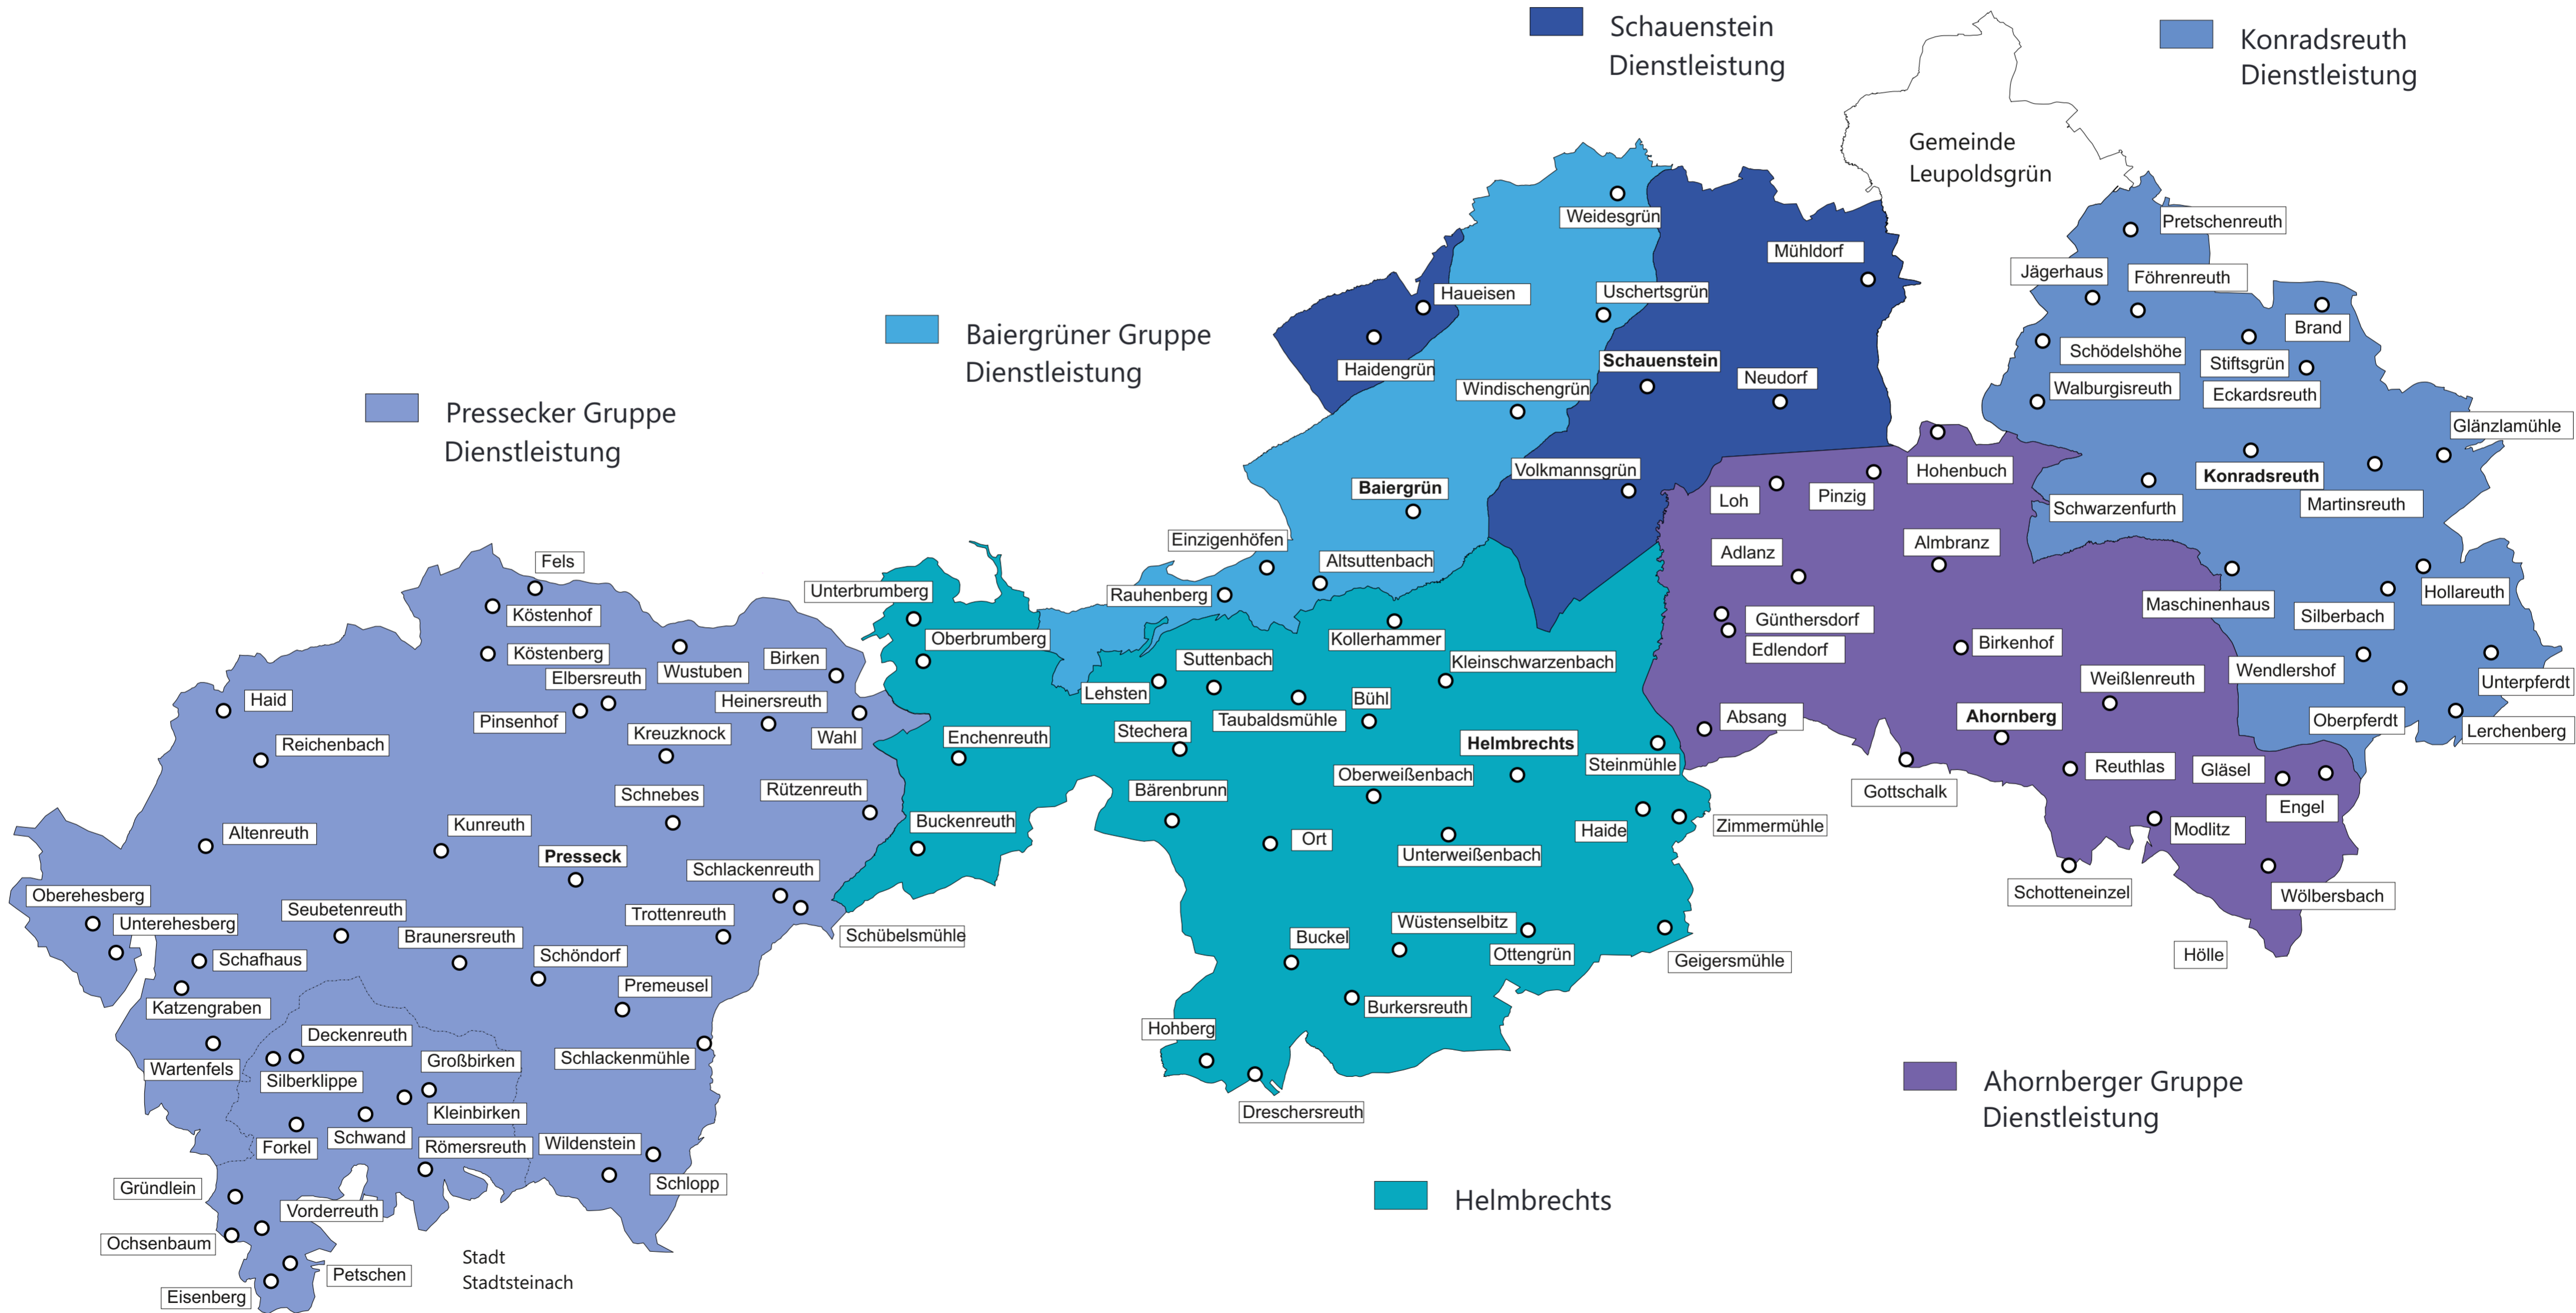 Schauenstein
Dienstleistung
Konradsreuth
Dienstleistung
Gemeinde
Leupoldsgrün
Baiergrüner Gruppe
Dienstleistung
Pressecker Gruppe
Dienstleistung
Ahornberger Gruppe
Dienstleistung
Helmbrechts
Stadt
Stadtsteinach
Weidesgrün
Mühldorf
Haueisen
Uschertsgrün
Haidengrün
Schauenstein
Windischengrün
Neudorf
Volkmannsgrün
Baiergrün
Einzigenhöfen
Altsuttenbach
Rauhenberg
Pretschenreuth
Jägerhaus
Föhrenreuth
Brand
Schödelshöhe
Stiftsgrün
Walburgisreuth
Eckardsreuth
Glänzlamühle
Konradsreuth
Schwarzenfurth
Martinsreuth
Maschinenhaus
Silberbach
Hollareuth
Wendlershof
Unterpferdt
Oberpferdt
Lerchenberg
Hohenbuch
Loh
Pinzig
Adlanz
Almbranz
Günthersdorf
Edlendorf
Birkenhof
Weißlenreuth
Absang
Ahornberg
Gottschalk
Reuthlas
Gläsel
Engel
Modlitz
Schotteneinzel
Wölbersbach
Hölle
Unterbrumberg
Oberbrumberg
Kollerhammer
Suttenbach
Kleinschwarzenbach
Lehsten
Taubaldsmühle
Bühl
Stechera
Enchenreuth
Helmbrechts
Steinmühle
Oberweißenbach
Bärenbrunn
Buckenreuth
Ort
Unterweißenbach
Haide
Zimmermühle
Wüstenselbitz
Buckel
Ottengrün
Geigersmühle
Burkersreuth
Hohberg
Dreschersreuth
Fels
Köstenhof
Köstenberg
Wustuben
Birken
Elbersreuth
Haid
Pinsenhof
Heinersreuth
Kreuzknock
Wahl
Reichenbach
Schnebes
Rützenreuth
Altenreuth
Kunreuth
Presseck
Schlackenreuth
Oberehesberg
Unterehesberg
Seubetenreuth
Trottenreuth
Braunersreuth
Schübelsmühle
Schafhaus
Schöndorf
Premeusel
Katzengraben
Deckenreuth
Großbirken
Schlackenmühle
Wartenfels
Silberklippe
Kleinbirken
Schwand
Forkel
Römersreuth
Wildenstein
Schlopp
Gründlein
Vorderreuth
Ochsenbaum
Petschen
Eisenberg